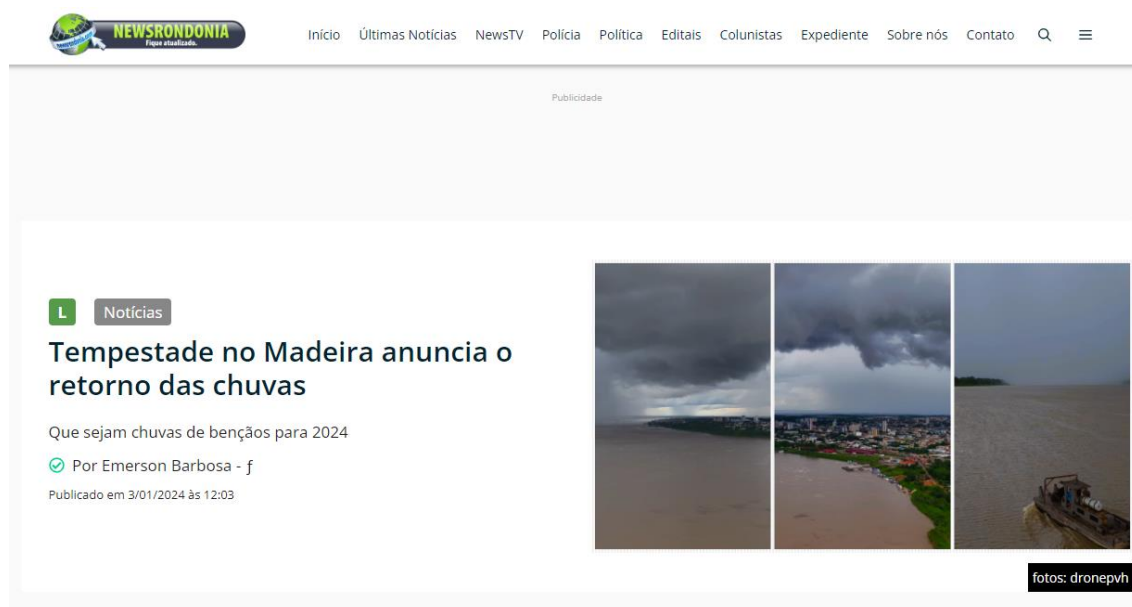 NEWSRONDONIA
Fique atualizado.
Início Últimas Notícias NewsTV Polícia Política Editais Colunistas Expediente Sobre nós Contato
Publicidade
L Notícias
Tempestade no Madeira anuncia o
retorno das chuvas
Que sejam chuvas de bençãos para 2024
Por Emerson Barbosa - ƒ
Publicado em 3/01/2024 às 12:03
fotos: dronepvh